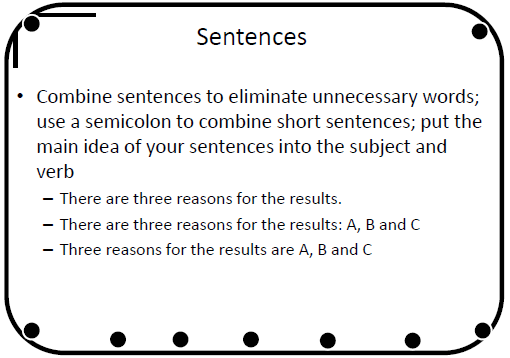 Sentences
• Combine sentences to eliminate unnecessary words;
use a semicolon to combine short sentences; put the
main idea of your sentences into the subject and
verb
– There are three reasons for the results.
– There are three reasons for the results: A, B and C
– Three reasons for the results are A, B and C